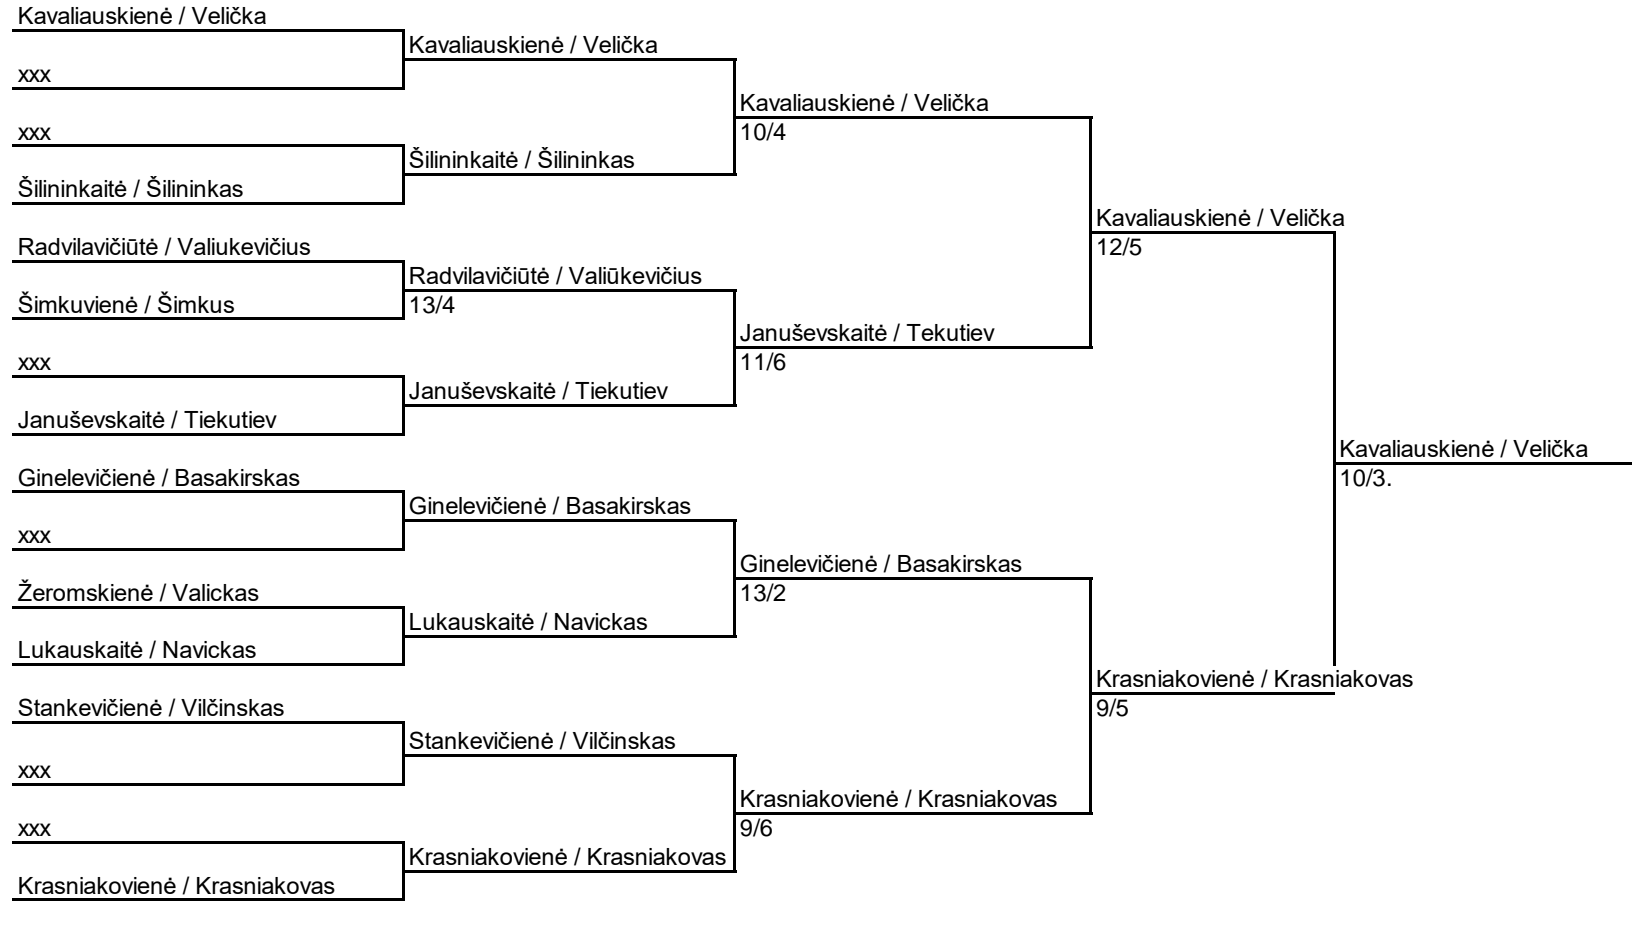 Kavaliauskienė / Velička
xxx
xxx
Šilininkaitė / Šilininkas
Radvilavičiūtė / Valiukevičius
Šimkuvienė / Šimkus
xxx
Januševskaitė / Tiekutiev
Ginelevičienė / Basakirskas
xxx
Žeromskienė / Valickas
Lukauskaitė / Navickas
Stankevičienė / Vilčinskas
xxx
xxx
Krasniakovienė / Krasniakovas
Kavaliauskienė / Velička
Šilininkaitė / Šilininkas
Radvilavičiūtė / Valiūkevičius
13/4
Januševskaitė / Tiekutiev
Ginelevičienė / Basakirskas
Lukauskaitė / Navickas
Stankevičienė / Vilčinskas
Krasniakovienė / Krasniakovas
Kavaliauskienė / Velička
10/4
Januševskaitė / Tekutiev
11/6
Ginelevičienė / Basakirskas
13/2
Krasniakovienė / Krasniakovas
9/6
Kavaliauskienė / Velička
12/5
Krasniakovienė / Krasniakovas
9/5
Kavaliauskienė / Velička
10/3.